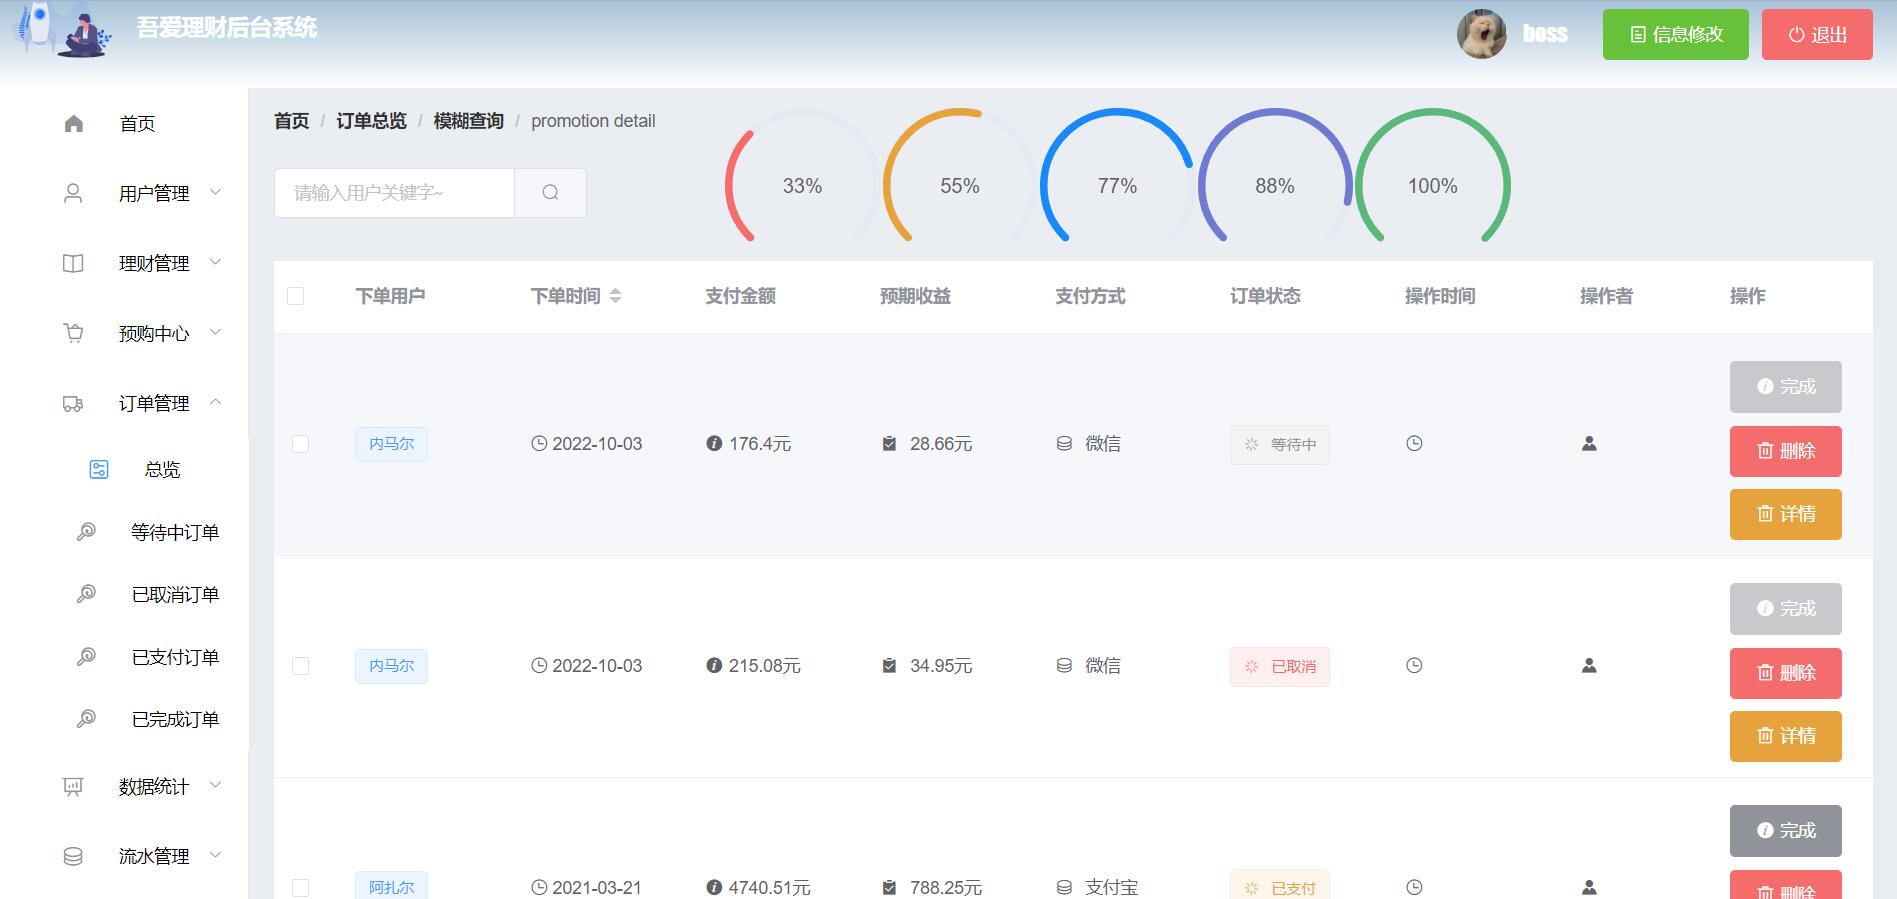 吾爱理财后台系统
boss
信息修改
退出
首页
用户管理
理财管理
预购中心
订单管理
总览
等待中订单
已取消订单
已支付订单
已完成订单
数据统计
流水管理
首页 / 订单总览 / 模糊查询 / promotion detail
请输入用户关键字~
33% 55% 77% 88% 100%
下单用户 下单时间 支付金额 预期收益 支付方式 订单状态 操作时间 操作者 操作
内马尔 2022-10-03 176.4元 28.66元 微信 等待中
完成
删除
详情
内马尔 2022-10-03 215.08元 34.95元 微信 已取消
完成
删除
详情
阿扎尔 2021-03-21 4740.51元 788.25元 支付宝 已支付
完成
删除